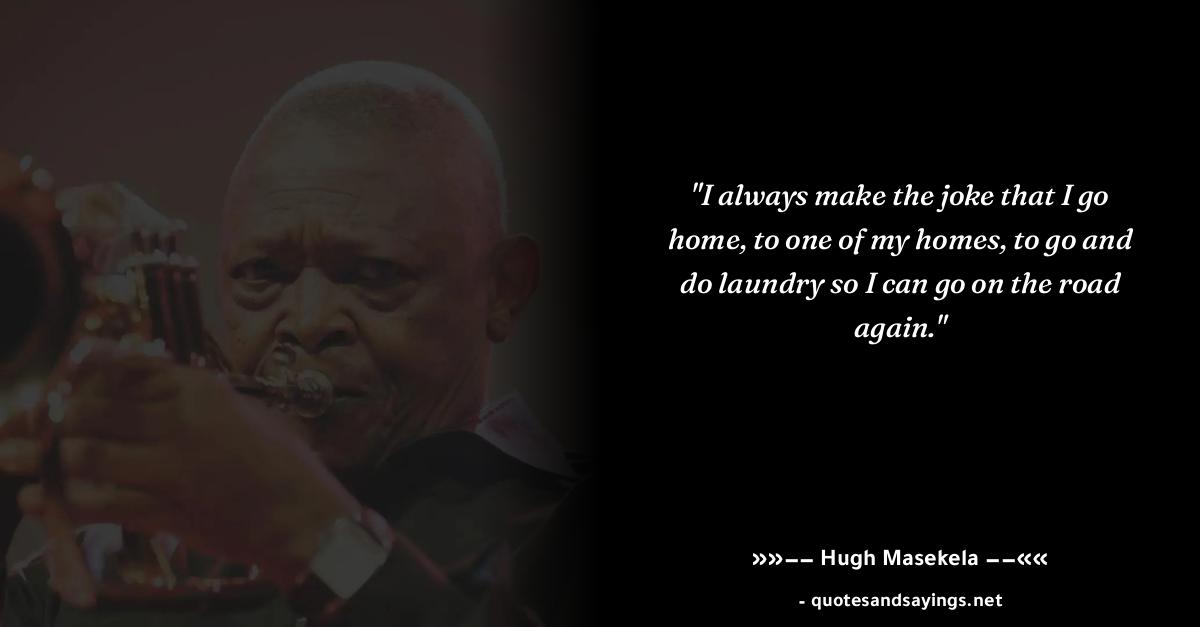 "I always make the joke that I go
home, to one of my homes, to go and
do laundry so I can go on the road
again."
»»–– Hugh Masekela ––««
- quotesandsayings.net